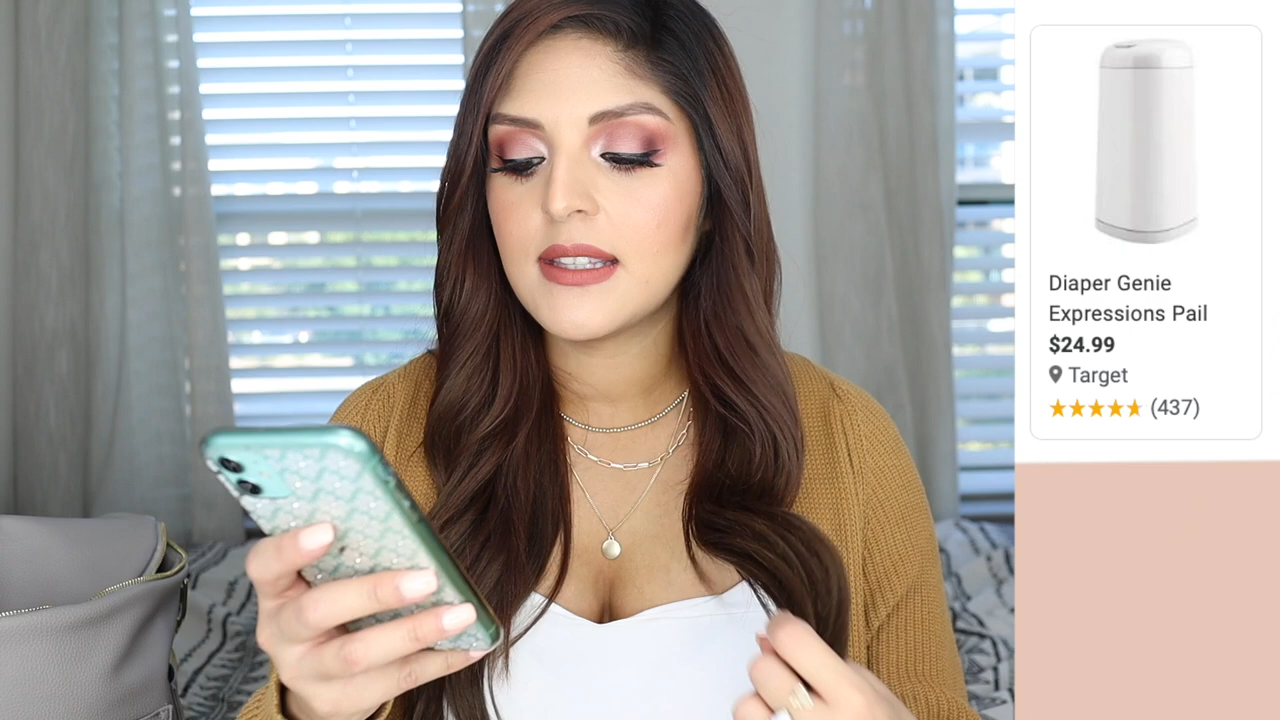 Diaper Genie
Expressions Pail
$24.99
Target
(437)